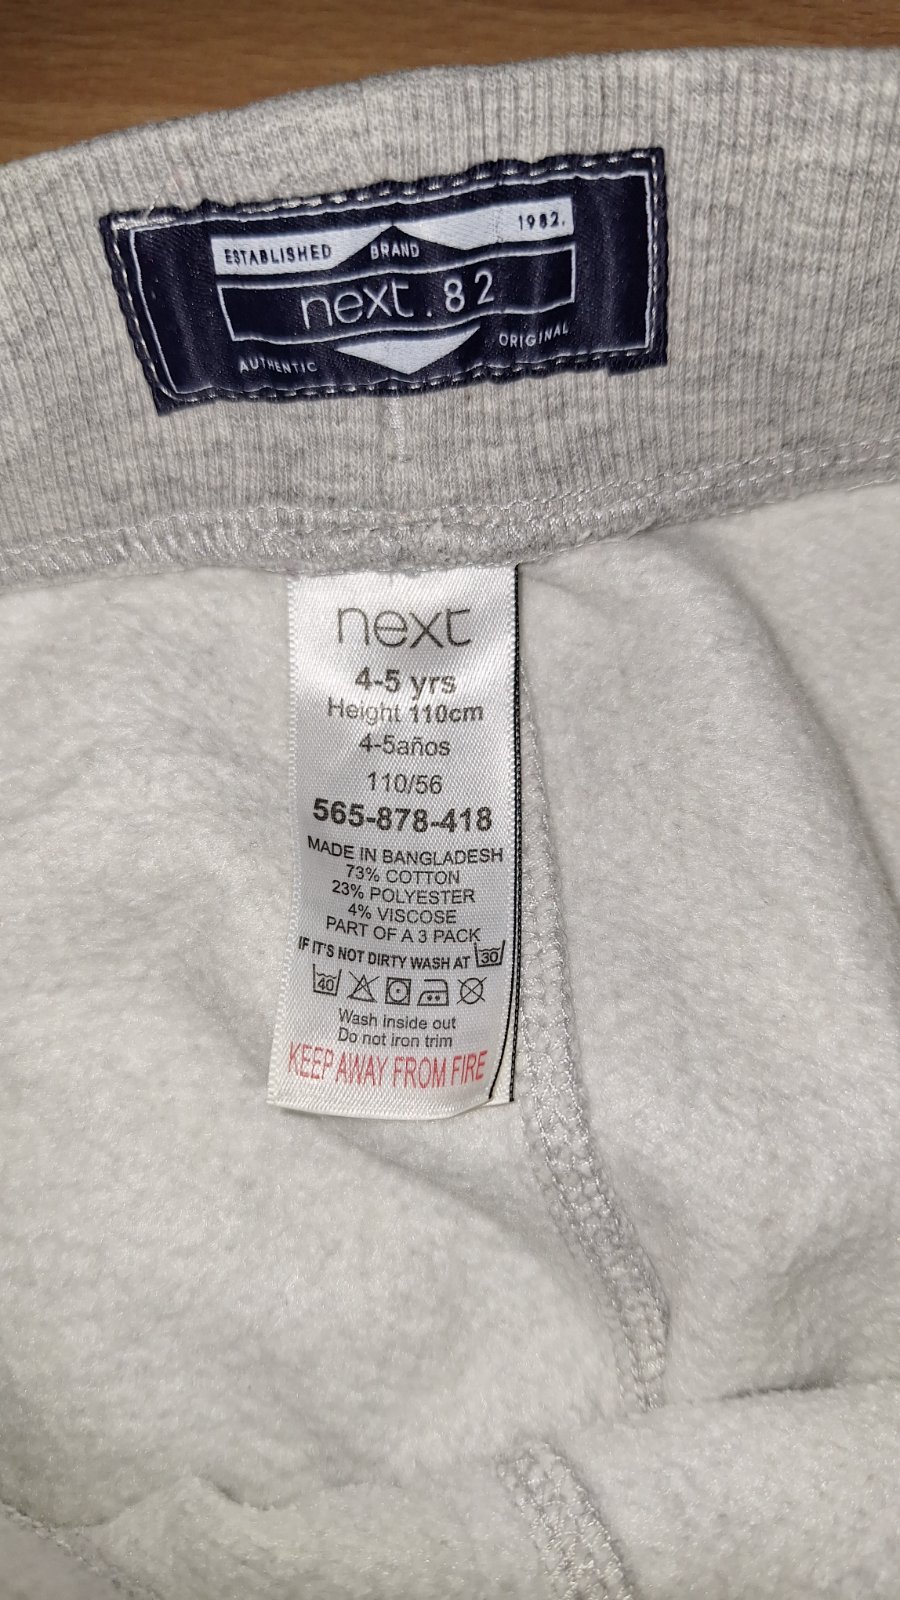 ESTABLISHED BRAND 1982.
next.82
AUTHENTIC ORIGINAL
next
4-5 yrs
Height 110cm
4-5años
110/56
565-878-418
MADE IN BANGLADESH
73% COTTON
23% POLYESTER
4% VISCOSE
PART OF A 3 PACK
IF IT'S NOT DIRTY WASH AT 30
40
Wash inside out
Do not iron trim
KEEP AWAY FROM FIRE